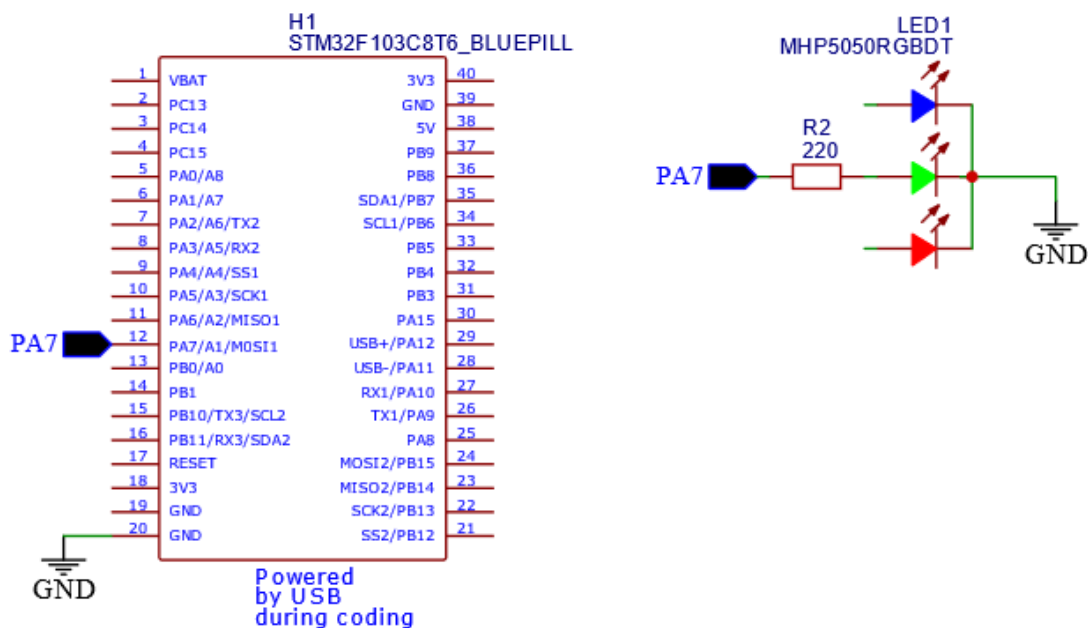 H1
STM32F103C8T6_BLUEPILL
1 VBAT 3V3 40
2 PC13 GND 39
3 PC14 5V 38
4 PC15 PB9 37
5 PA0/A8 PB8 36
6 PA1/A7 SDA1/PB7 35
7 PA2/A6/TX2 SCL1/PB6 34
8 PA3/A5/RX2 PB5 33
9 PA4/A4/SS1 PB4 32
10 PA5/A3/SCK1 PB3 31
11 PA6/A2/MISO1 PA15 30
PA7 12 PA7/A1/M0SI1 USB+/PA12 29
13 PB0/A0 USB-/PA11 28
14 PB1 RX1/PA10 27
15 PB10/TX3/SCL2 TX1/PA9 26
16 PB11/RX3/SDA2 PA8 25
17 RESET MOSI2/PB15 24
18 3V3 MISO2/PB14 23
19 GND SCK2/PB13 22
20 GND SS2/PB12 21
GND
Powered
by USB
during coding
LED1
MHP5050RGBDT
R2
220
PA7
GND